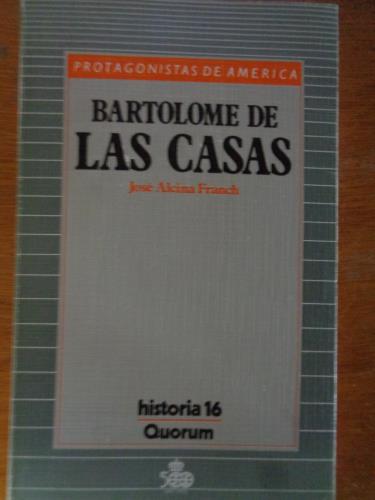 PROTAGONISTAS DE AMERICA
BARTOLOME DE
LAS CASAS
José Alcina Franch
historia 16
Quorum